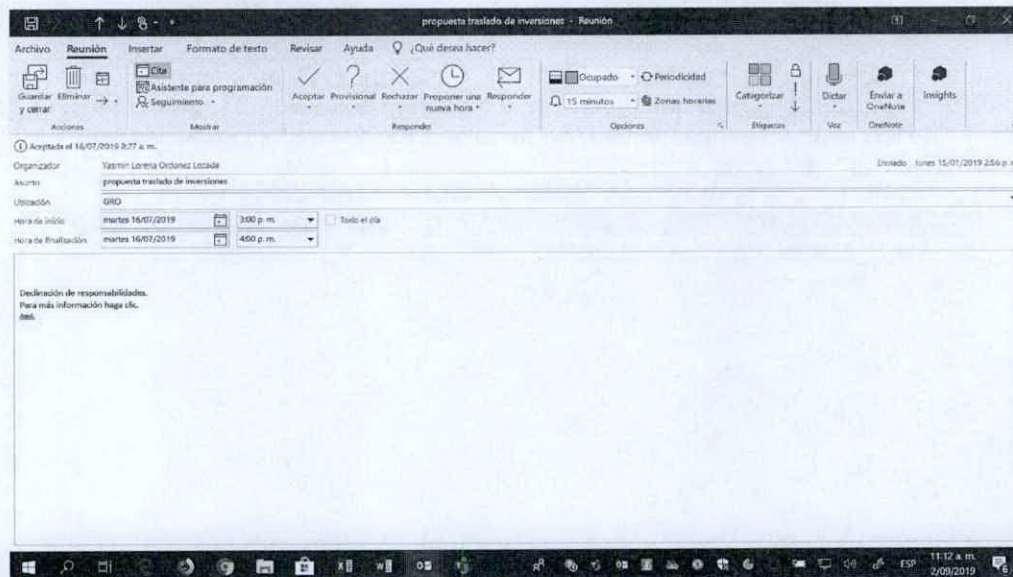 propuesta traslado de inversiones - Reunión
Archivo Reunión Insertar Formato de texto Revisar Ayuda ¿Qué desea hacer?
Guardar y cerrar
Eliminar
Cita
Asistente para programación
Seguimiento
Aceptar Provisional Rechazar Proponer una nueva hora Responder
Ocupado Periodicidad
15 minutos Zonas horarias
Categorizar
Dictar
Enviar a OneNote
Insights
Acciones Mostrar Responder Opciones Etiquetas Voz OneNote
Aceptada el 16/07/2019 a. m.
Organizador Yasmin Lorena Ordonez Lozada
Enviado lunes 15/07/2019 2:56 p.
Asunto propuesta traslado de inversiones
Ubicación GRO
Hora de inicio martes 16/07/2019 3:00 p. m. Todo el día
Hora de finalización martes 16/07/2019 4:00 p. m.
Declinación de responsabilidades.
Para más información haga clic.
Aquí.
ESP 11:12 a. m.
2/09/2019